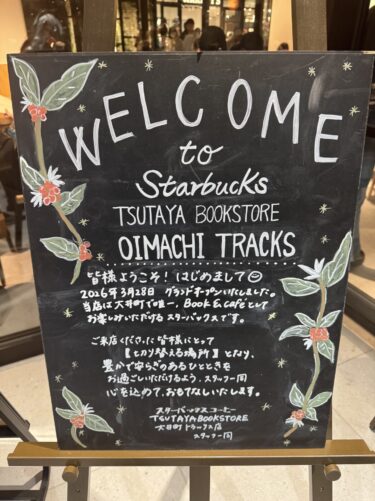 WELCOME
to
Starbucks
TSUTAYA BOOKSTORE
OIMACHI TRACKS
皆様ようこそ！はじめまして☺
2026年3月28日 グランドオープンいたしました。
当店は大井町で唯一、Book & caféとして
お楽しみいただける スターバックスです。
ご来店くださった皆様にとって
【とり替える場所】となり、
豊かで安らぎのあるひとときを
お過ごしいただけるよう、スタッフ一同
心を込めて、おもてなしいたします。
スターバックス コーヒー
TSUTAYA BOOKSTORE
大井町 トラックス店
スタッフ一同